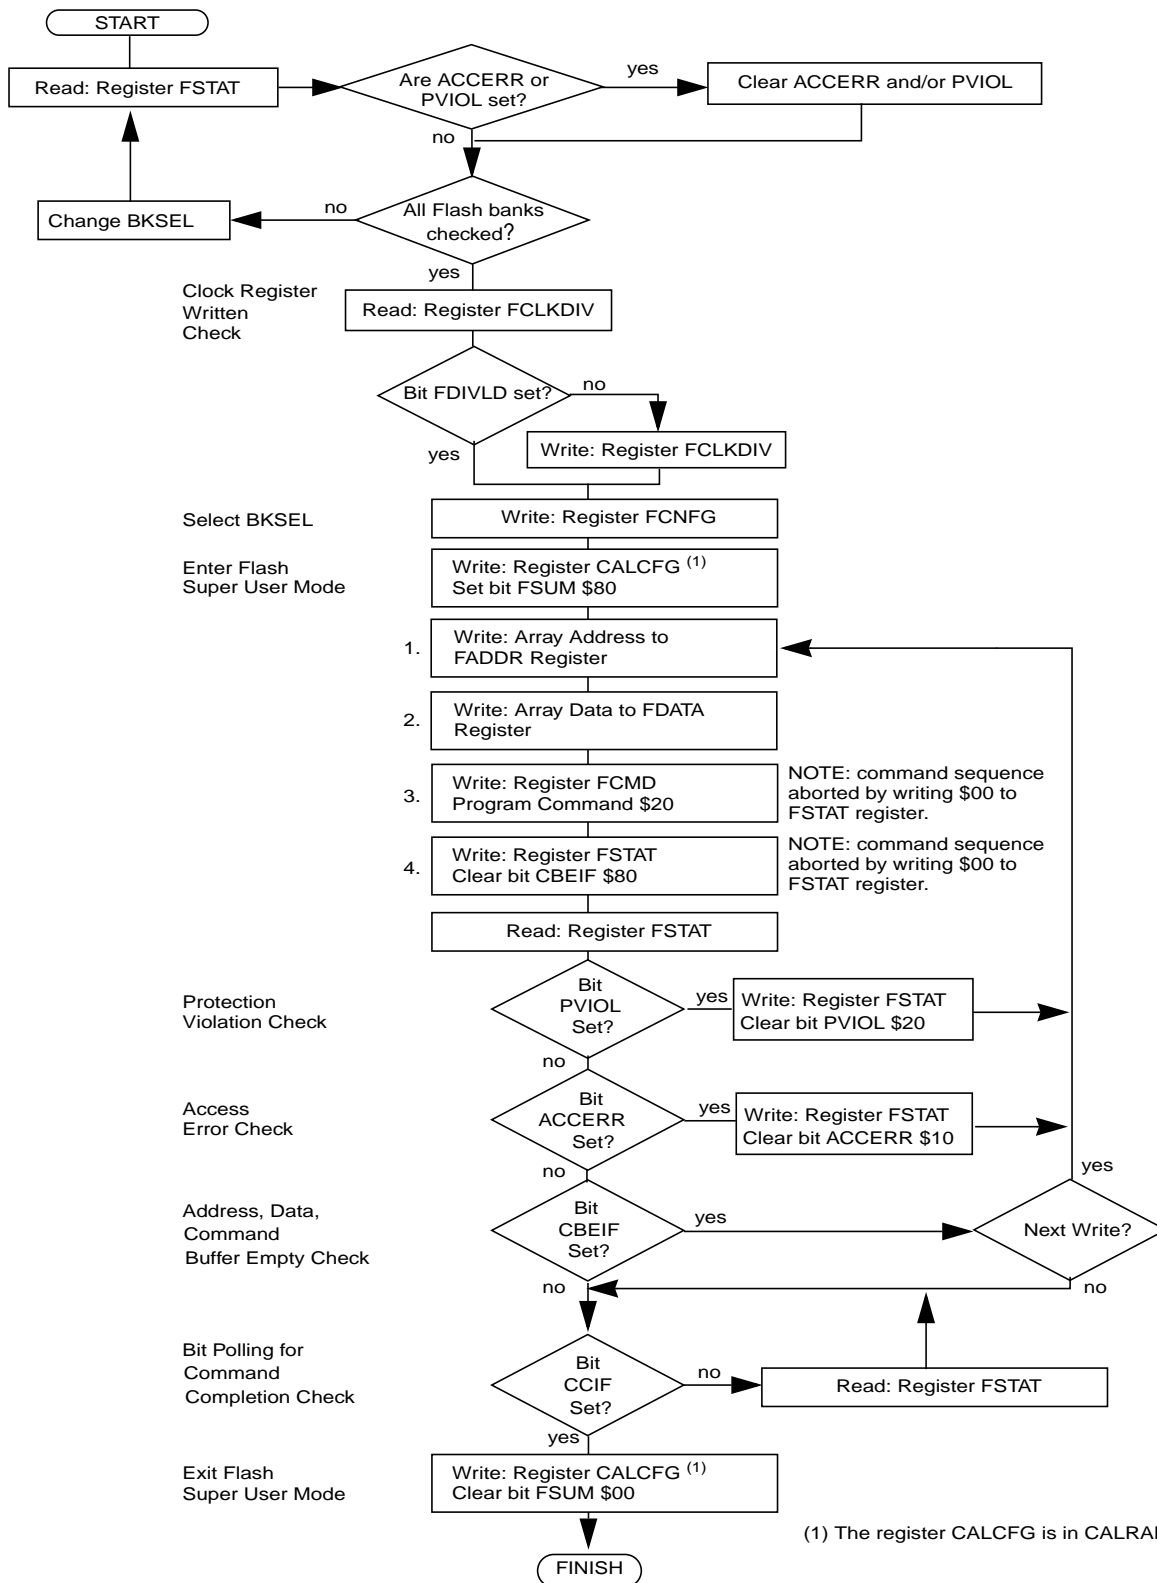 START
Read: Register FSTAT
Are ACCERR or
PVIOL set?
yes
Clear ACCERR and/or PVIOL
no
Change BKSEL
no
All Flash banks
checked?
yes
Clock Register
Written
Check
Read: Register FCLKDIV
Bit FDIVLD set?
no
yes
Write: Register FCLKDIV
Select BKSEL
Write: Register FCNFG
Enter Flash
Super User Mode
Write: Register CALCFG (1)
Set bit FSUM $80
1.
Write: Array Address to
FADDR Register
2.
Write: Array Data to FDATA
Register
3.
Write: Register FCMD
Program Command $20
NOTE: command sequence
aborted by writing $00 to
FSTAT register.
4.
Write: Register FSTAT
Clear bit CBEIF $80
NOTE: command sequence
aborted by writing $00 to
FSTAT register.
Read: Register FSTAT
Protection
Violation Check
Bit
PVIOL
Set?
yes
Write: Register FSTAT
Clear bit PVIOL $20
no
Access
Error Check
Bit
ACCERR
Set?
yes
Write: Register FSTAT
Clear bit ACCERR $10
no
yes
Address, Data,
Command
Buffer Empty Check
Bit
CBEIF
Set?
yes
Next Write?
no
no
Bit Polling for
Command
Completion Check
Bit
CCIF
Set?
no
Read: Register FSTAT
yes
Exit Flash
Super User Mode
Write: Register CALCFG (1)
Clear bit FSUM $00
(1) The register CALCFG is in
FINISH